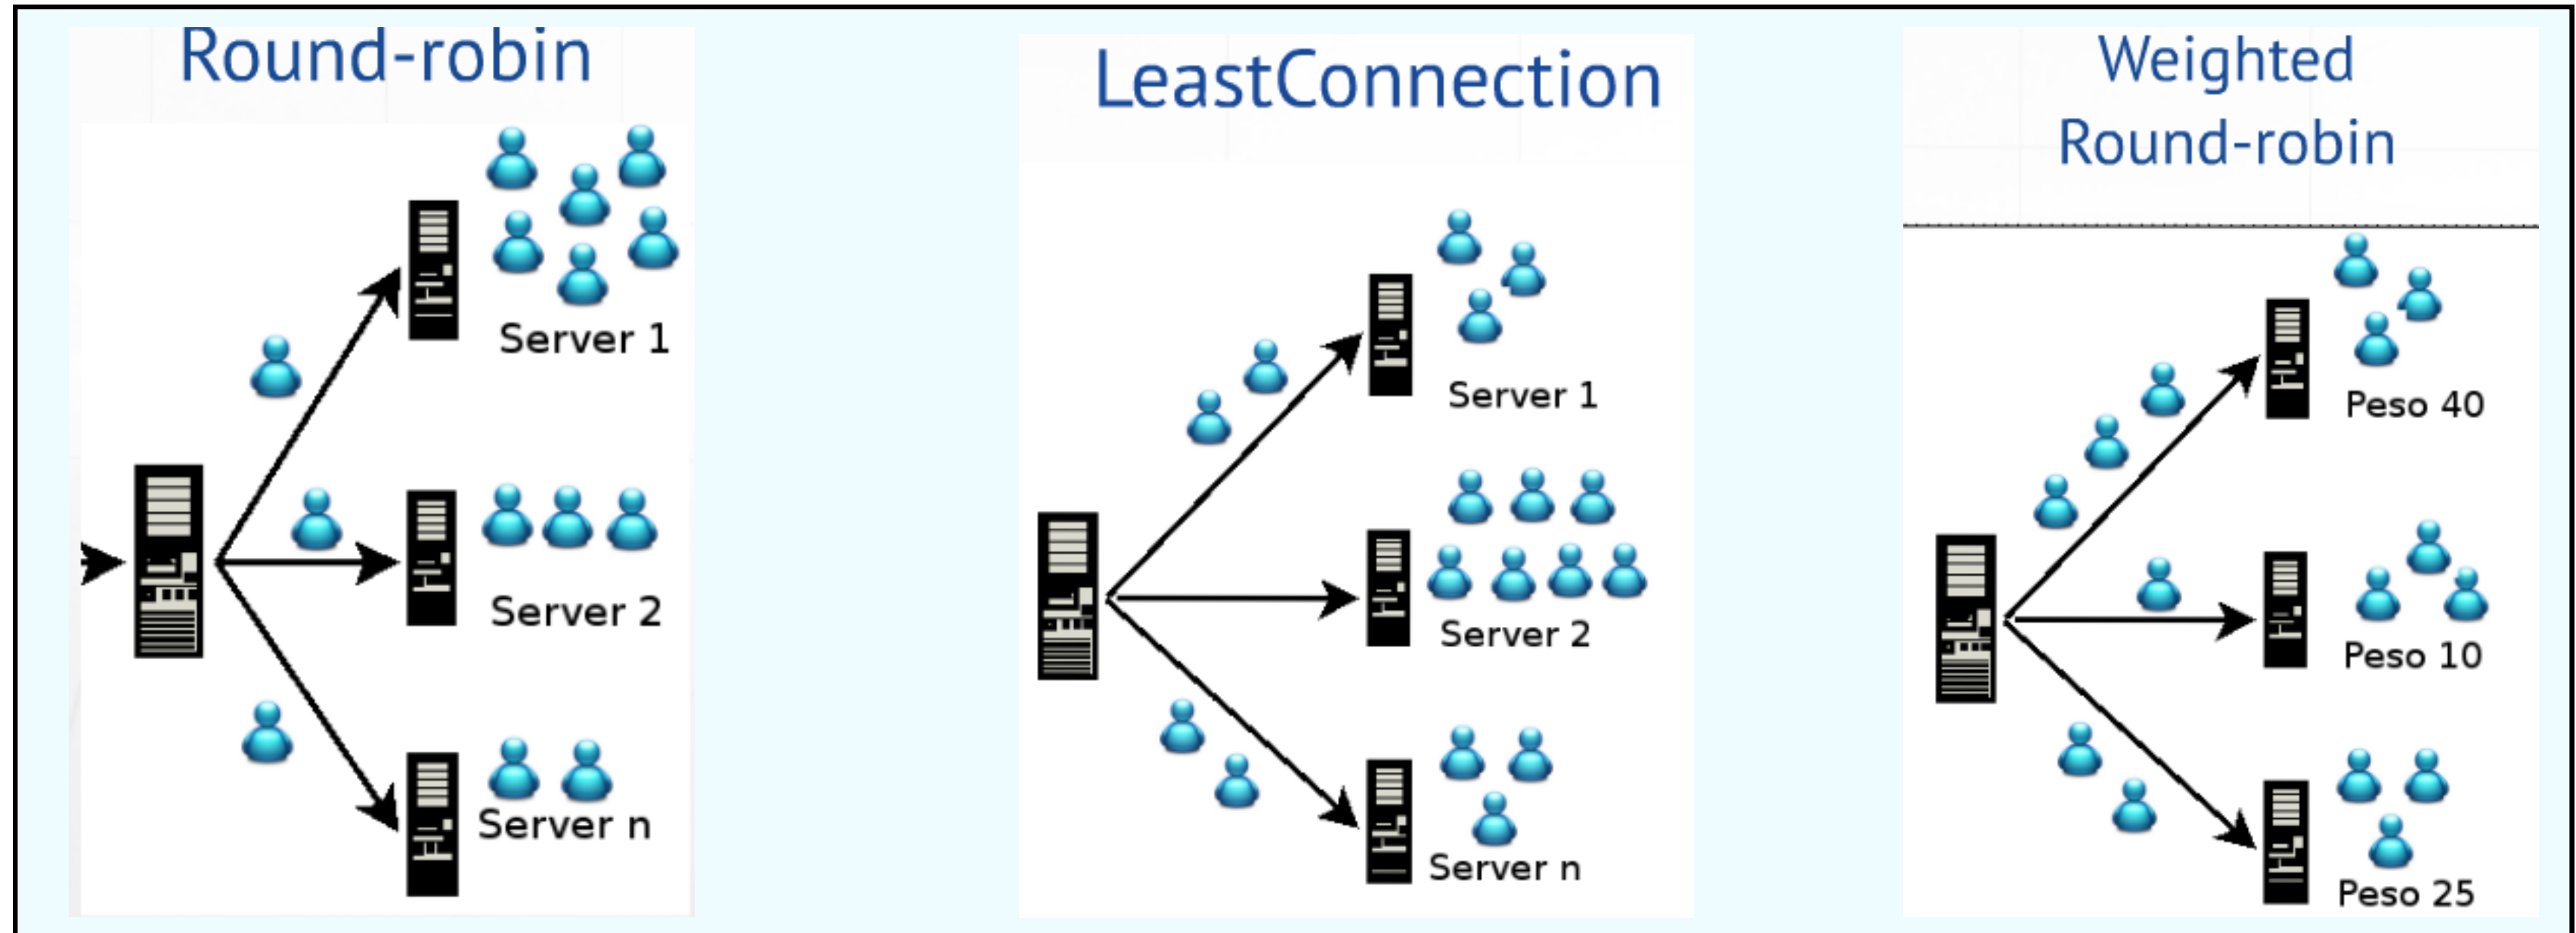 Round-robin
Server 1
Server 2
Server n
LeastConnection
Server 1
Server 2
Server n
Weighted
Round-robin
Peso 40
Peso 10
Peso 25